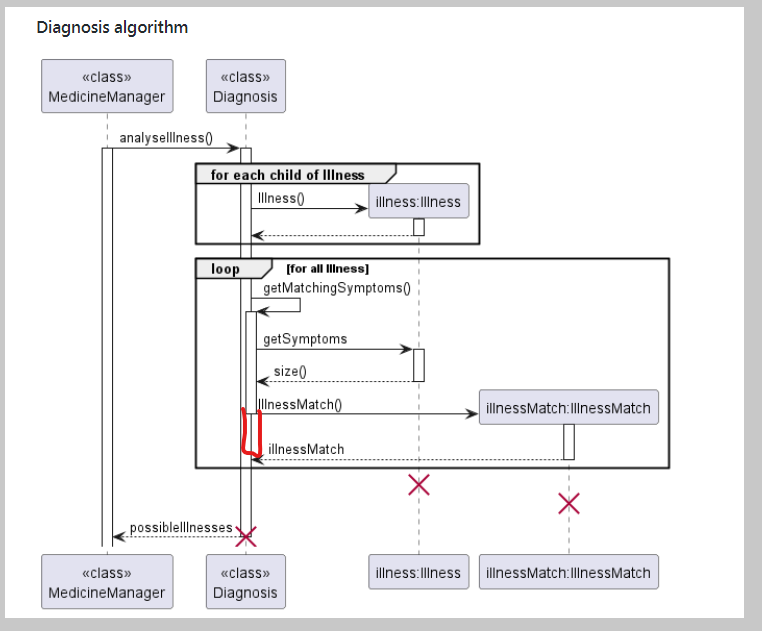 Diagnosis algorithm
«class»
MedicineManager
«class»
Diagnosis
analyseIllness()
for each child of Illness
Illness()
illness:Illness
loop
[for all Illness]
getMatchingSymptoms()
getSymptoms
size()
IllnessMatch()
illnessMatch:IllnessMatch
illnessMatch
possibleIllnesses
«class»
MedicineManager
«class»
Diagnosis
illness:Illness
illnessMatch:IllnessMatch